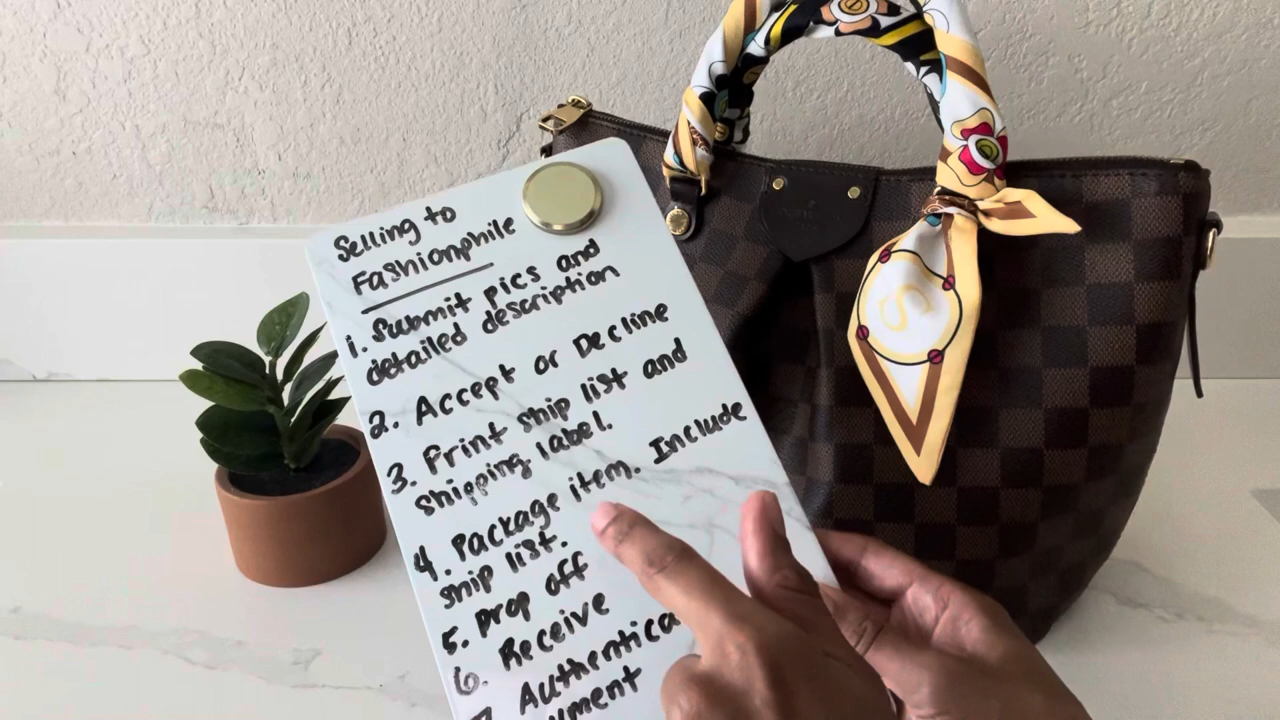 Selling to
Fashionphile
1. Submit pics and
detailed description
2. Accept or Decline
3. Print ship list and
shipping label.
4. Package item. Include
ship list.
5. Drop off
6. Receive
7.